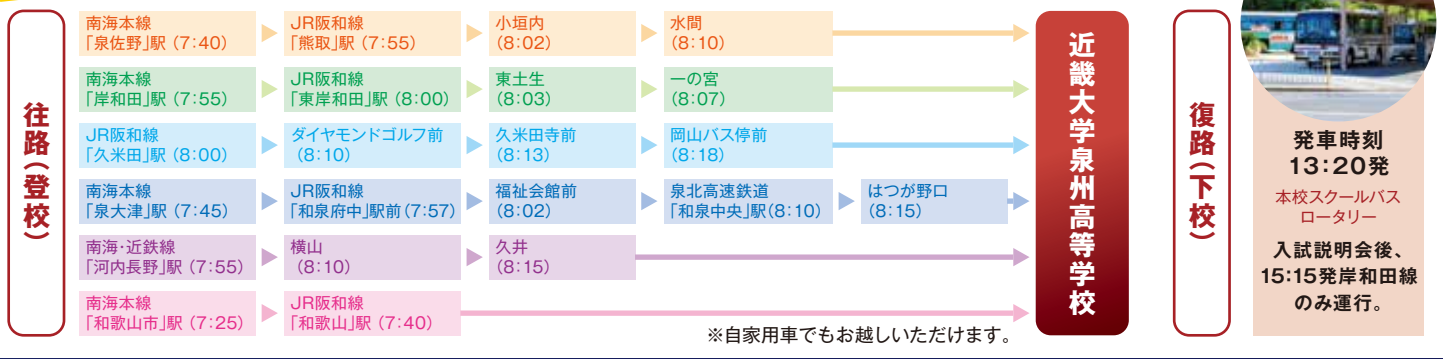 往路(登校)
南海本線
「泉佐野」駅(7:40)
JR阪和線
「熊取」駅(7:55)
小垣内
(8:02)
水間
(8:10)
南海本線
「岸和田」駅(7:55)
JR阪和線
「東岸和田」駅(8:00)
東土生
(8:03)
一の宮
(8:07)
JR阪和線
「久米田」駅(8:00)
ダイヤモンドゴルフ前
(8:10)
久米田寺前
(8:13)
岡山バス停前
(8:18)
南海本線
「泉大津」駅(7:45)
JR阪和線
「和泉府中」駅前(7:57)
福祉会館前
(8:02)
泉北高速鉄道
「和泉中央」駅(8:10)
はつが野口
(8:15)
南海・近鉄線
「河内長野」駅(7:55)
横山
(8:10)
久井
(8:15)
南海本線
「和歌山市」駅(7:25)
JR阪和線
「和歌山」駅(7:40)
※自家用車でもお越しいただけます。
近畿大学泉州高等学校
復路(下校)
発車時刻
13:20発
本校スクールバス
ロータリー
入試説明会後、
15:15発岸和田線
のみ運行。